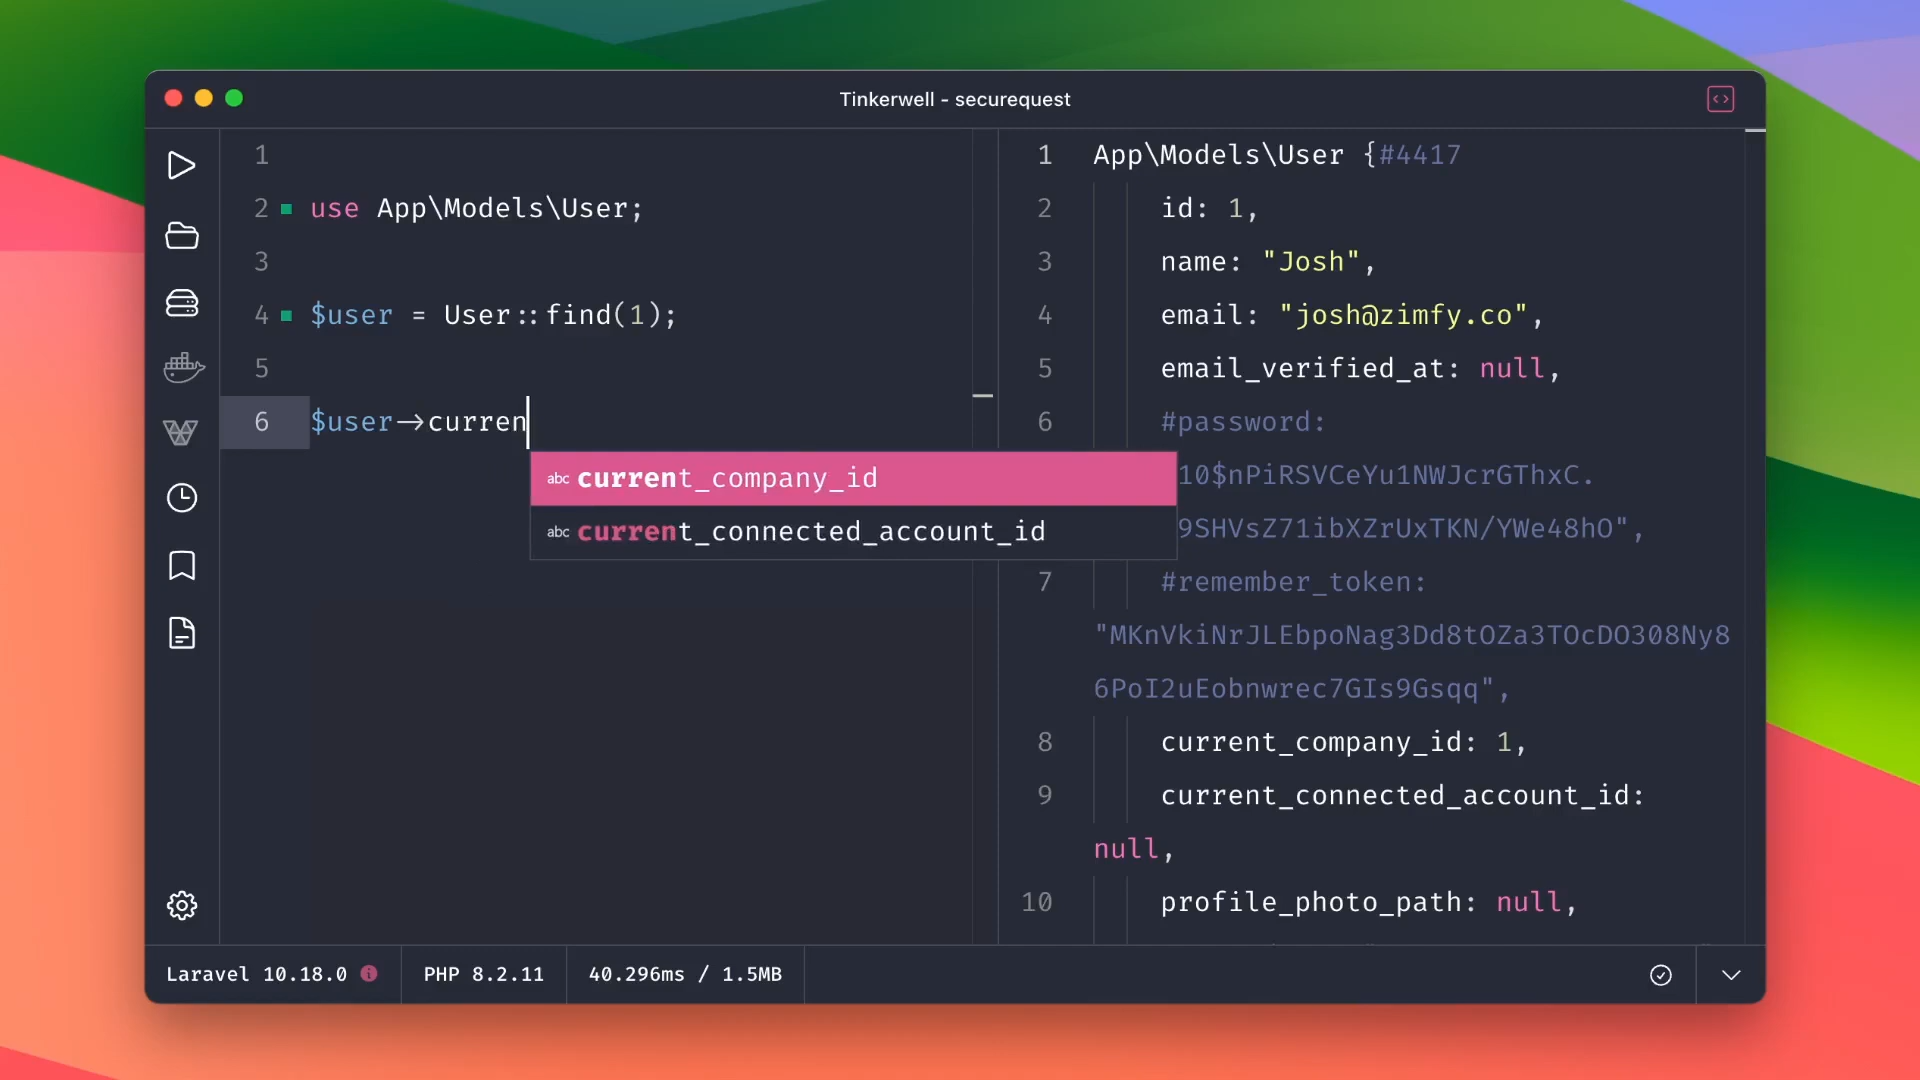 Tinkerwell - securequest
1
2 use App\Models\User;
3
4 $user = User::find(1);
5
6 $user->curren
abc current_company_id
abc current_connected_account_id
1 App\Models\User {#4417
2 id: 1,
3 name: "Josh",
4 email: "josh@zimfy.co",
5 email_verified_at: null,
6 #password:
10$nPiRSVCeYu1NWJcrGThxC.
9SHVsZ71ibXZrUxTKN/YWe48hO",
7 #remember_token:
"MKnVkiNrJLEbpoNag3Dd8tOZa3TOcDO308Ny8
6PoI2uEobnwrec7GIs9Gsqq",
8 current_company_id: 1,
9 current_connected_account_id:
null,
10 profile_photo_path: null,
Laravel 10.18.0
PHP 8.2.11
40.296ms / 1.5MB